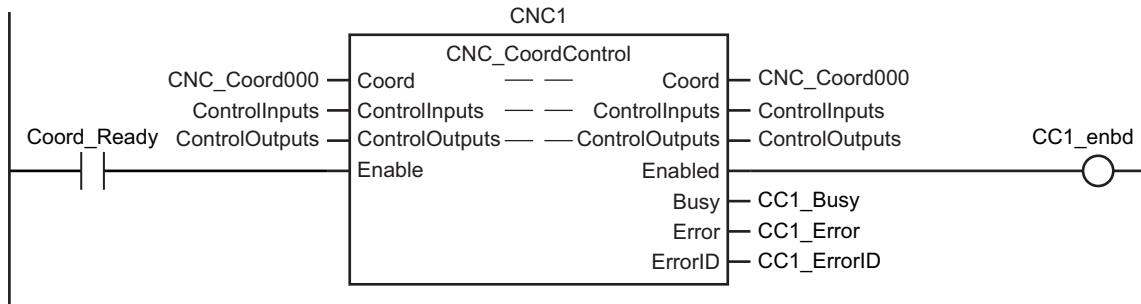 CNC1
CNC_CoordControl
CNC_Coord000 Coord Coord CNC_Coord000
ControlInputs ControlInputs ControlInputs ControlInputs
Coord_Ready ControlOutputs ControlOutputs ControlOutputs ControlOutputs CC1_enbd
Enable Enabled
Busy CC1_Busy
Error CC1_Error
ErrorID CC1_ErrorID